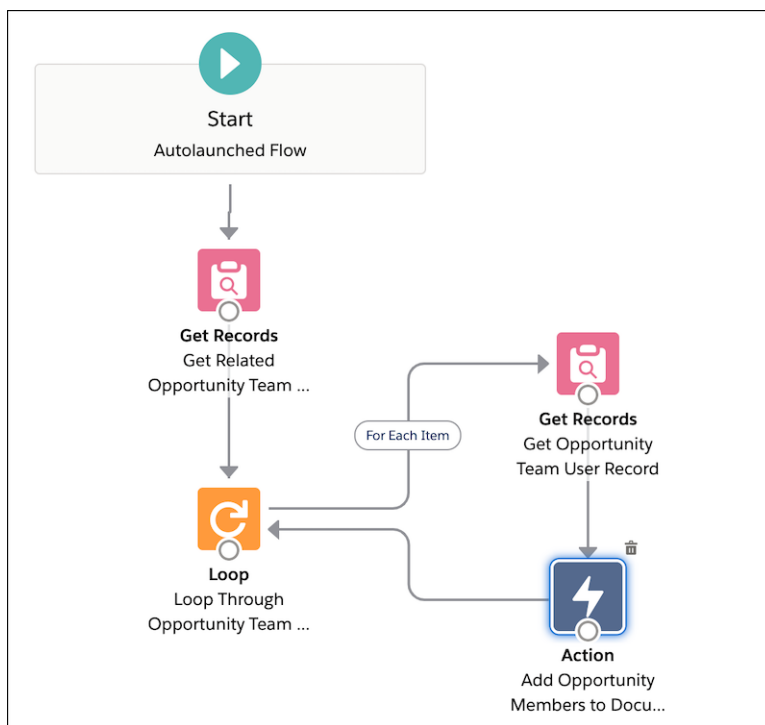 Start
Autolaunched Flow
Get Records
Get Related
Opportunity Team ...
For Each Item
Get Records
Get Opportunity
Team User Record
Loop
Loop Through
Opportunity Team ...
Action
Add Opportunity
Members to Docu...